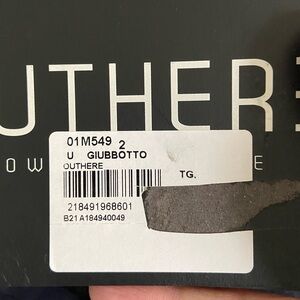 UTHERE
OW E
01M549 2
U GIUBBOTTO
OUTHERE
TG.
218491968601
B21A184940049